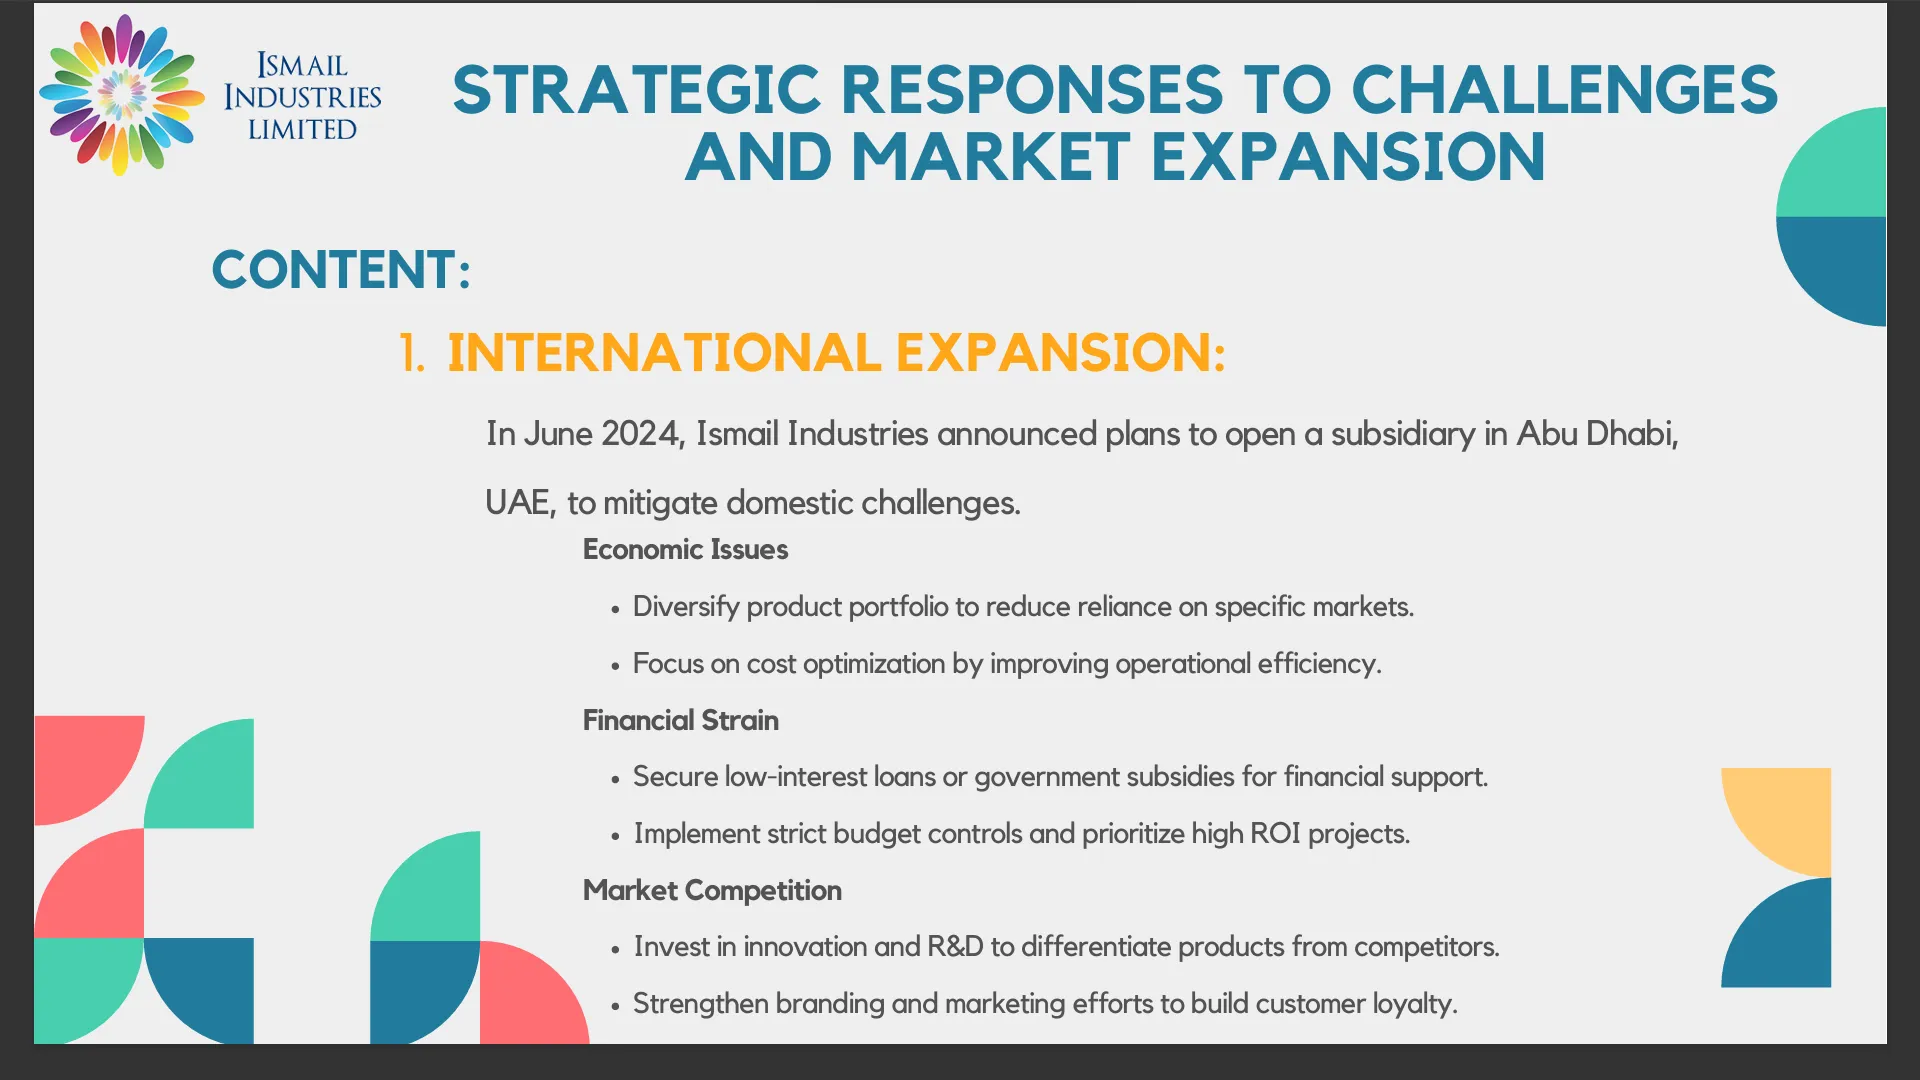 ISMAIL
INDUSTRIES
LIMITED
STRATEGIC RESPONSES TO CHALLENGES
AND MARKET EXPANSION
CONTENT:
1. INTERNATIONAL EXPANSION:
In June 2024, Ismail Industries announced plans to open a subsidiary in Abu Dhabi,
UAE, to mitigate domestic challenges.
Economic Issues
• Diversify product portfolio to reduce reliance on specific markets.
• Focus on cost optimization by improving operational efficiency.
Financial Strain
• Secure low-interest loans or government subsidies for financial support.
• Implement strict budget controls and prioritize high ROI projects.
Market Competition
• Invest in innovation and R&D to differentiate products from competitors.
• Strengthen branding and marketing efforts to build customer loyalty.